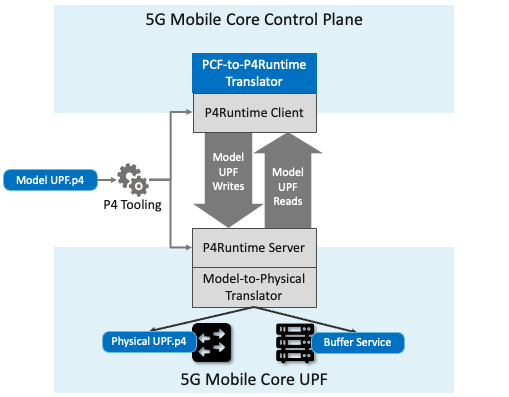 5G Mobile Core Control Plane
PCF-to-P4Runtime
Translator
P4Runtime Client
Model
UPF
Writes
Model
UPF
Reads
Model UPF.p4
P4 Tooling
P4Runtime Server
Model-to-Physical
Translator
Physical UPF.p4
Buffer Service
5G Mobile Core UPF